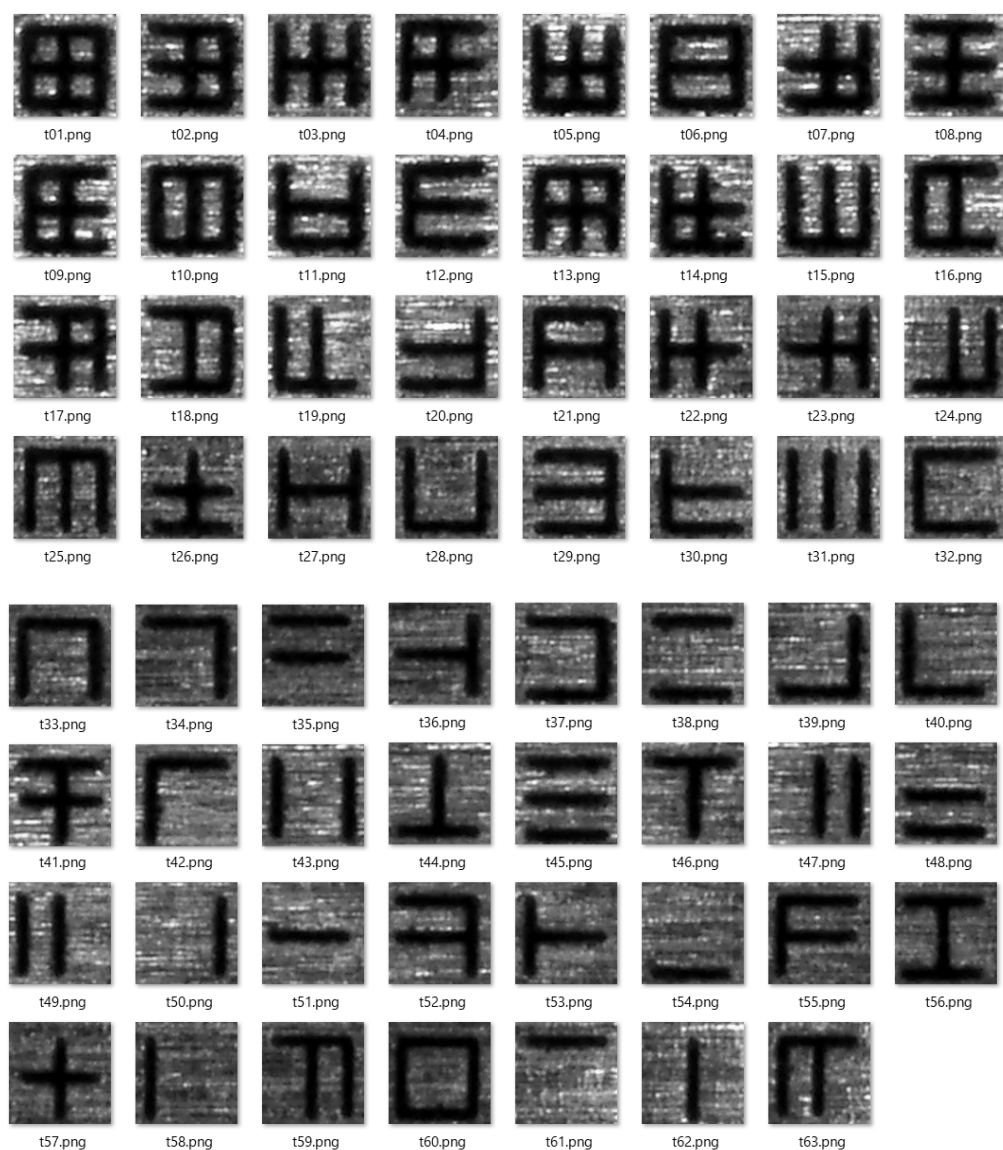 t01.png t02.png t03.png t04.png t05.png t06.png t07.png t08.png
t09.png t10.png t11.png t12.png t13.png t14.png t15.png t16.png
t17.png t18.png t19.png t20.png t21.png t22.png t23.png t24.png
t25.png t26.png t27.png t28.png t29.png t30.png t31.png t32.png
t33.png t34.png t35.png t36.png t37.png t38.png t39.png t40.png
t41.png t42.png t43.png t44.png t45.png t46.png t47.png t48.png
t49.png t50.png t51.png t52.png t53.png t54.png t55.png t56.png
t57.png t58.png t59.png t60.png t61.png t62.png t63.png